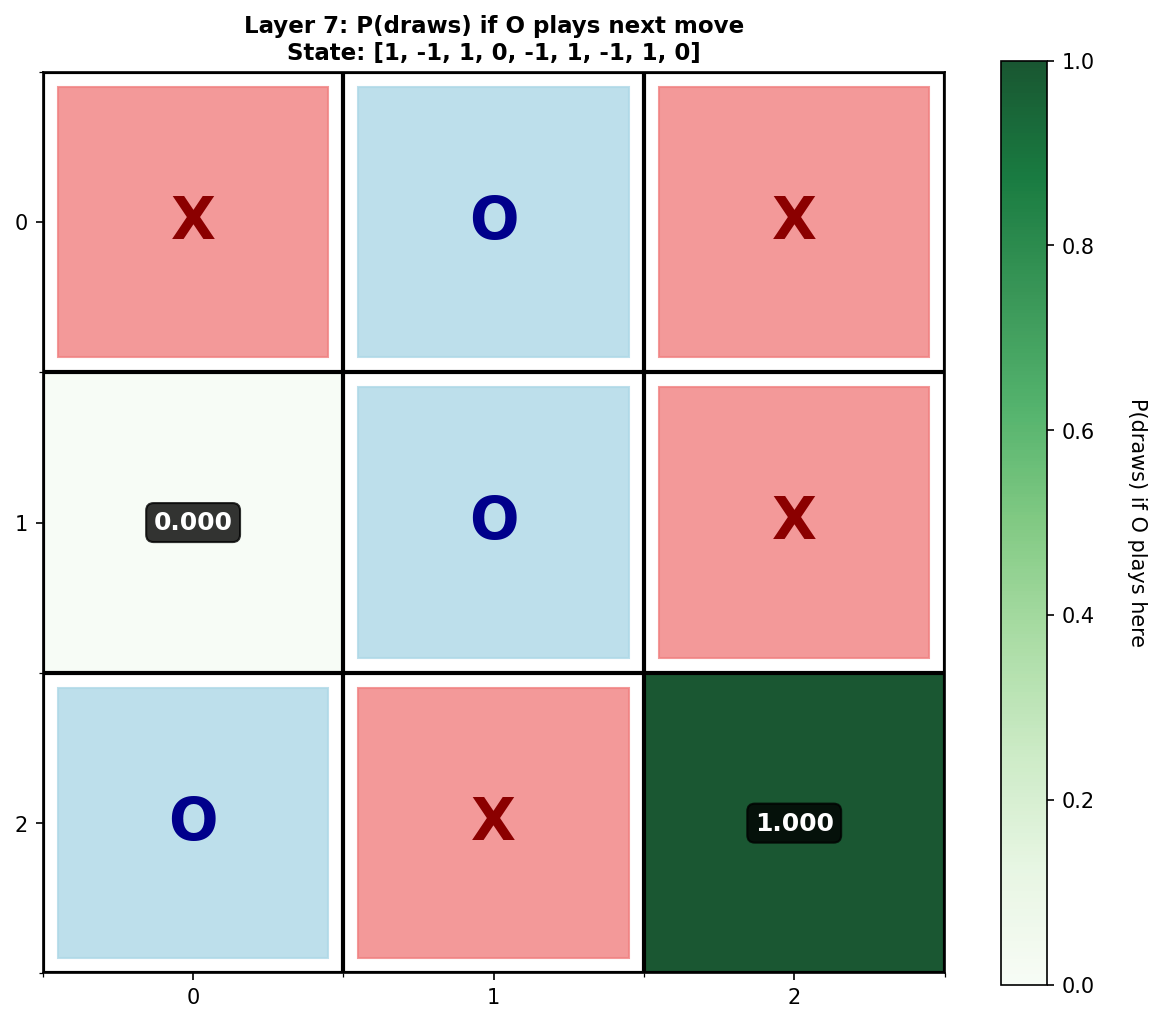 Layer 7: P(draws) if O plays next move
State: [1, -1, 1, 0, -1, 1, -1, 1, 0]
X O X
0
0.000 O X
1
O X 1.000
2
0 1 2
1.0
0.8
0.6
0.4
0.2
0.0
P(draws) if O plays here